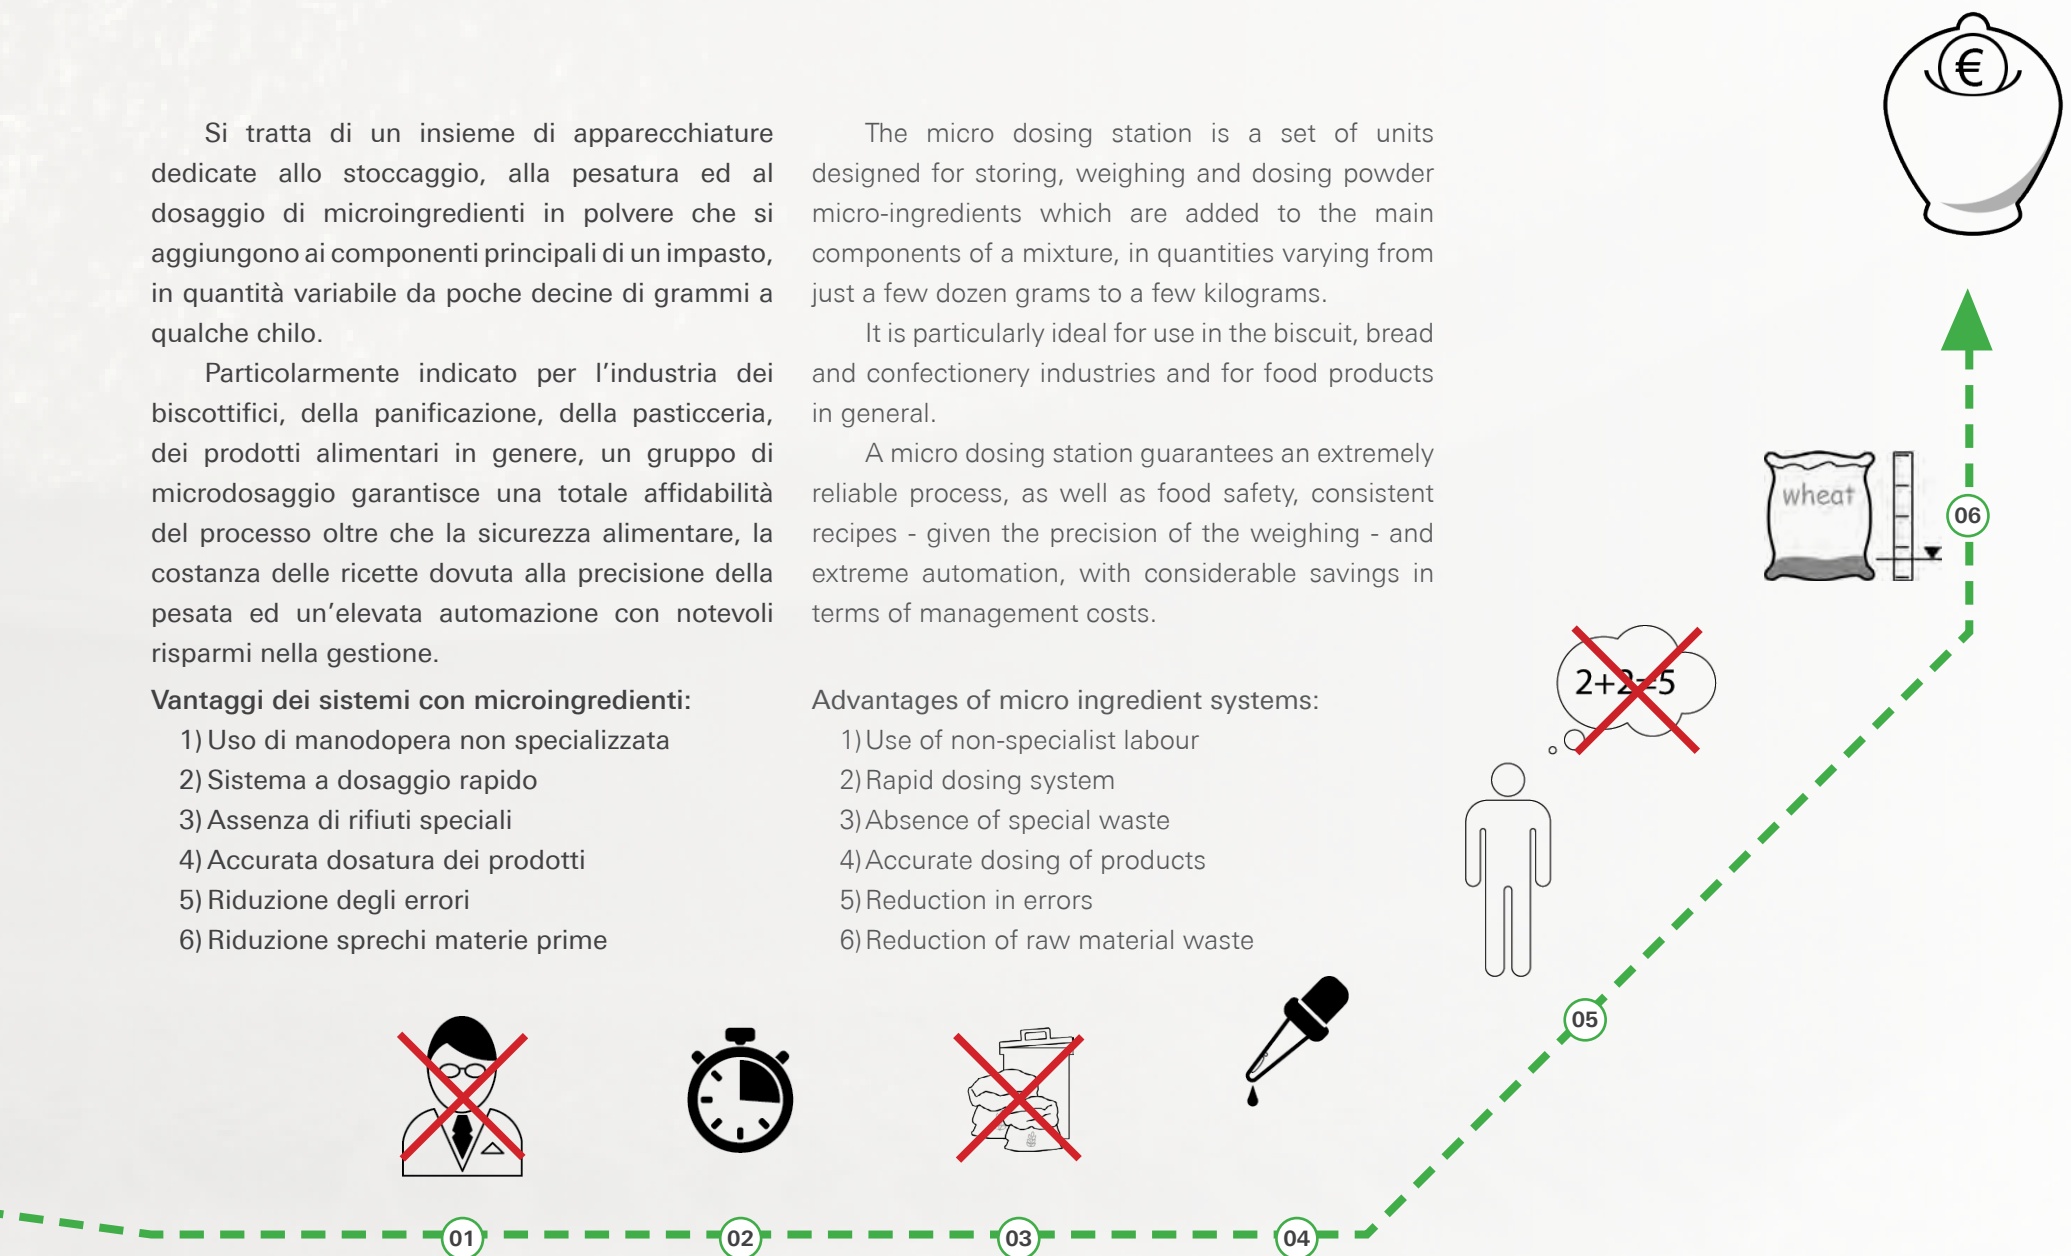 Si tratta di un insieme di apparecchiature
dedicate allo stoccaggio, alla pesatura ed al
dosaggio di microingredienti in polvere che si
aggiungono ai componenti principali di un impasto,
in quantità variabile da poche decine di grammi a
qualche chilo.
Particolarmente indicato per l'industria dei
biscottifici, della panificazione, della pasticceria,
dei prodotti alimentari in genere, un gruppo di
microdosaggio garantisce una totale affidabilità
del processo oltre che la sicurezza alimentare, la
costanza delle ricette dovuta alla precisione della
pesata ed un'elevata automazione con notevoli
risparmi nella gestione.
Vantaggi dei sistemi con microingredienti:
1) Uso di manodopera non specializzata
2) Sistema a dosaggio rapido
3) Assenza di rifiuti speciali
4) Accurata dosatura dei prodotti
5) Riduzione degli errori
6) Riduzione sprechi materie prime
The micro dosing station is a set of units
designed for storing, weighing and dosing powder
micro-ingredients which are added to the main
components of a mixture, in quantities varying from
just a few dozen grams to a few kilograms.
It is particularly ideal for use in the biscuit, bread
and confectionery industries and for food products
in general.
A micro dosing station guarantees an extremely
reliable process, as well as food safety, consistent
recipes - given the precision of the weighing - and
extreme automation, with considerable savings in
terms of management costs.
Advantages of micro ingredient systems:
1) Use of non-specialist labour
2) Rapid dosing system
3) Absence of special waste
4) Accurate dosing of products
5) Reduction in errors
6) Reduction of raw material waste
€
wheat
06
2+2=5
05
01
02
03
04